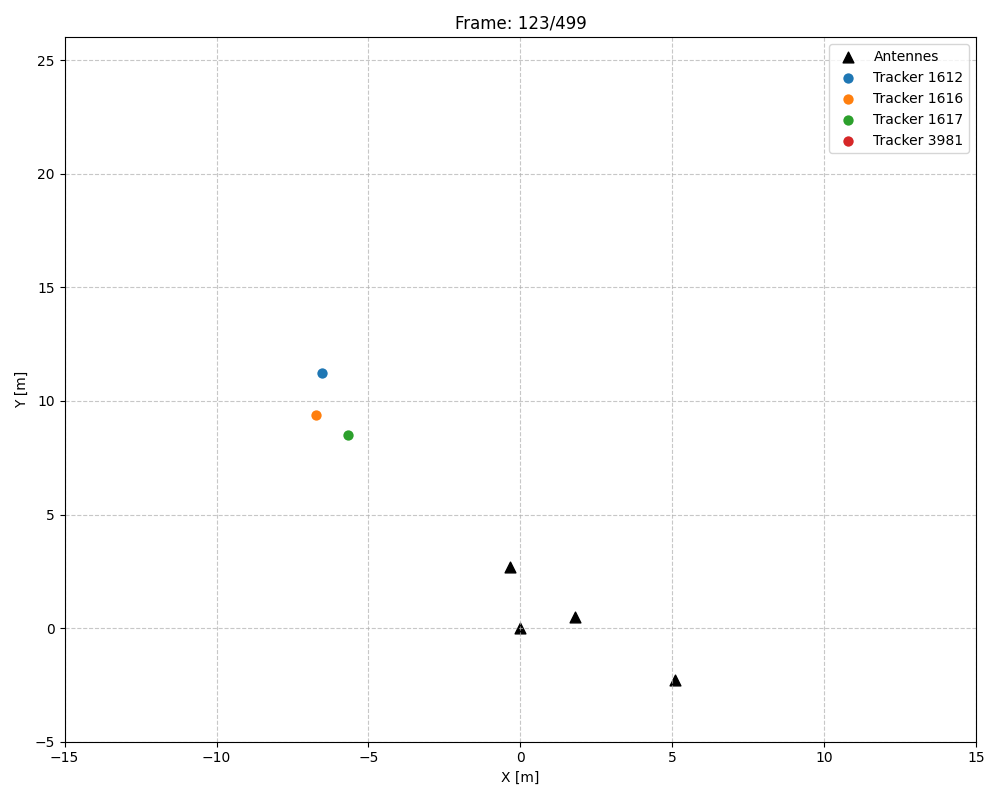 Frame: 123/499
Antennes
Tracker 1612
Tracker 1616
Tracker 1617
Tracker 3981
25
20
15
10
5
0
−5
Y [m]
−15
−10
−5
0
5
10
15
X [m]